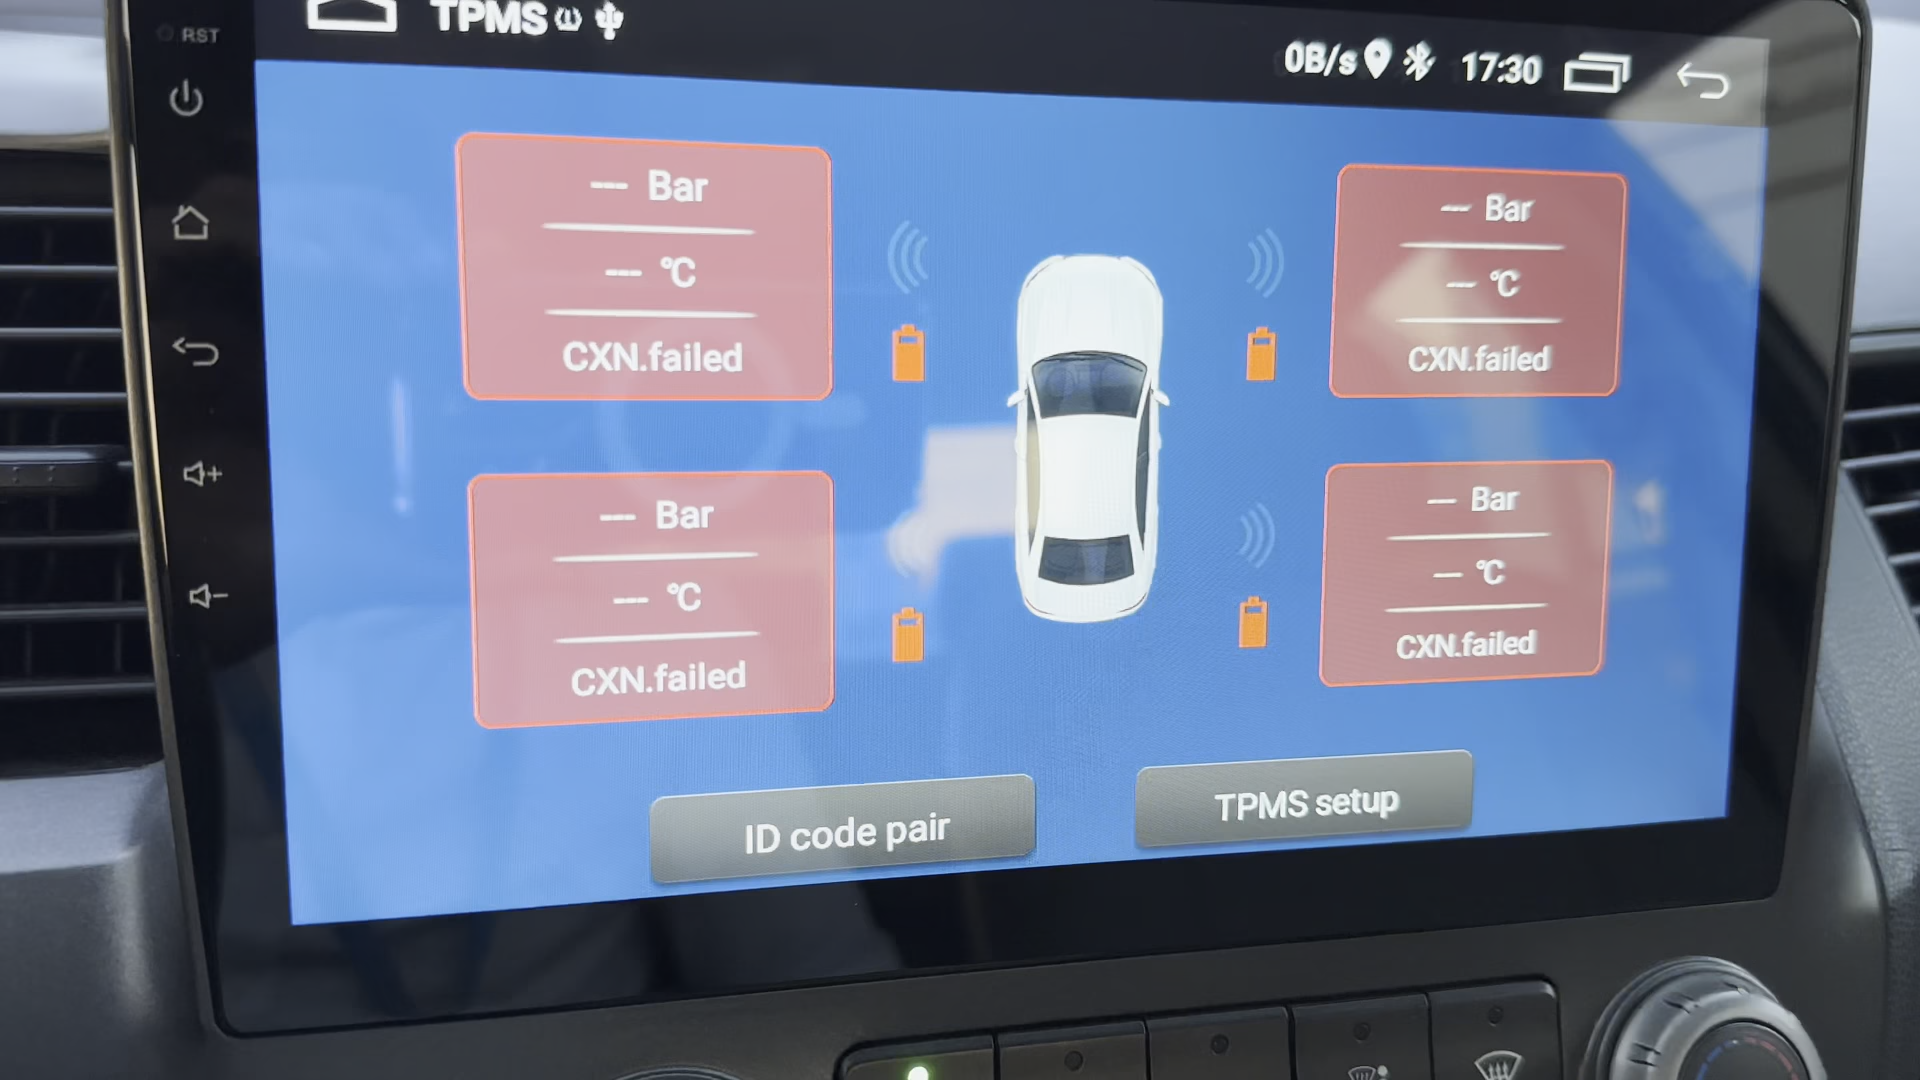 RST
TPMS
0B/s 17:30
--- Bar
--- °C
CXN.failed
--- Bar
--- °C
CXN.failed
--- Bar
--- °C
CXN.failed
--- Bar
--- °C
CXN.failed
ID code pair
TPMS setup